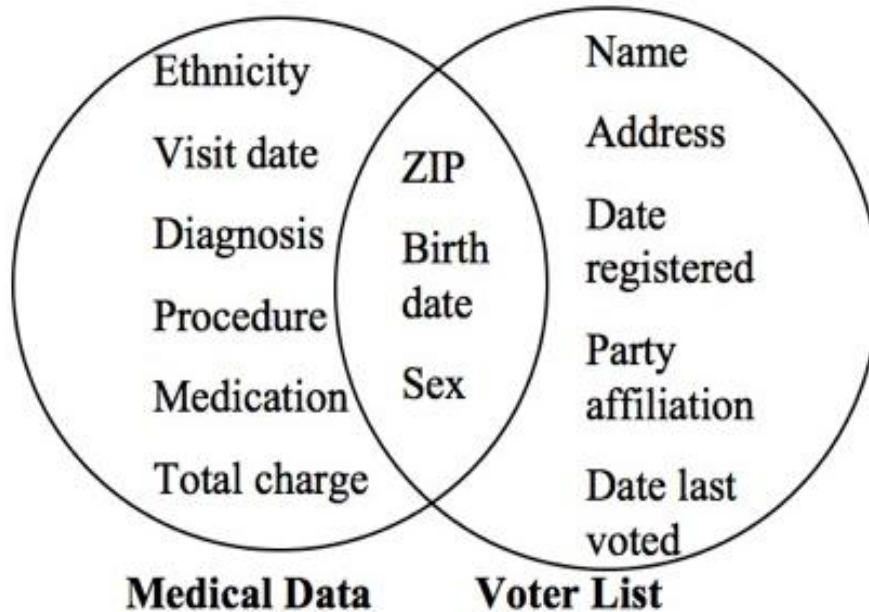 Ethnicity
Visit date
Diagnosis
Procedure
Medication
Total charge
ZIP
Birth
date
Sex
Name
Address
Date
registered
Party
affiliation
Date last
voted
Medical Data
Voter List